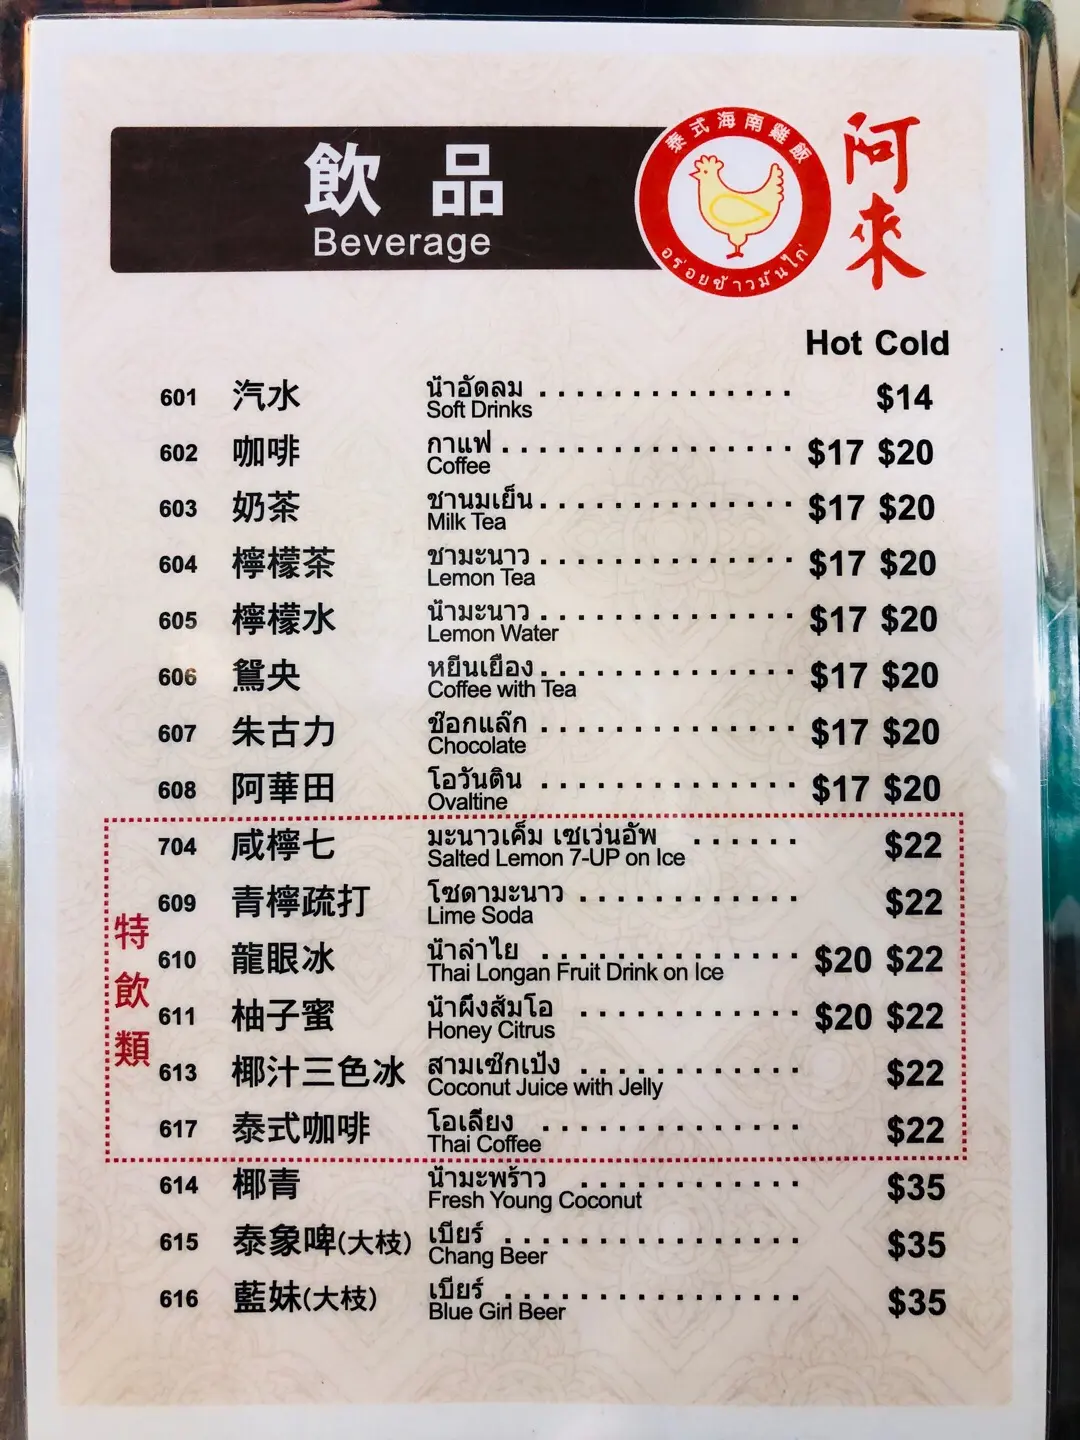 飲品
Beverage
泰式海南雞飯
อร่อยข้าวมันไก่
阿來
Hot Cold
601 汽水 น้ำอัดลม $14
Soft Drinks
602 咖啡 กาแฟ $17 $20
Coffee
603 奶茶 ชานมเย็น $17 $20
Milk Tea
604 檸檬茶 ชามะนาว $17 $20
Lemon Tea
605 檸檬水 น้ำมะนาว $17 $20
Lemon Water
606 鴛央 หยีนเยือง $17 $20
Coffee with Tea
607 朱古力 ช๊อกแล๊ก $17 $20
Chocolate
608 阿華田 โอวันติน $17 $20
Ovaltine
特飲類
704 咸檸七 มะนาวเค็ม เซเว่นอัพ $22
Salted Lemon 7-UP on Ice
609 青檸疏打 โซดามะนาว $22
Lime Soda
610 龍眼冰 น้ำลำไย $20 $22
Thai Longan Fruit Drink on Ice
611 柚子蜜 น้ำผึ้งส้มโอ $20 $22
Honey Citrus
613 椰汁三色冰 สามเซ๊กเป้ง $22
Coconut Juice with Jelly
617 泰式咖啡 โอเลี้ยง $22
Thai Coffee
614 椰青 น้ำมะพร้าว $35
Fresh Young Coconut
615 泰象啤(大枝) เบียร์ $35
Chang Beer
616 藍妹(大枝) เบียร์ $35
Blue Girl Beer